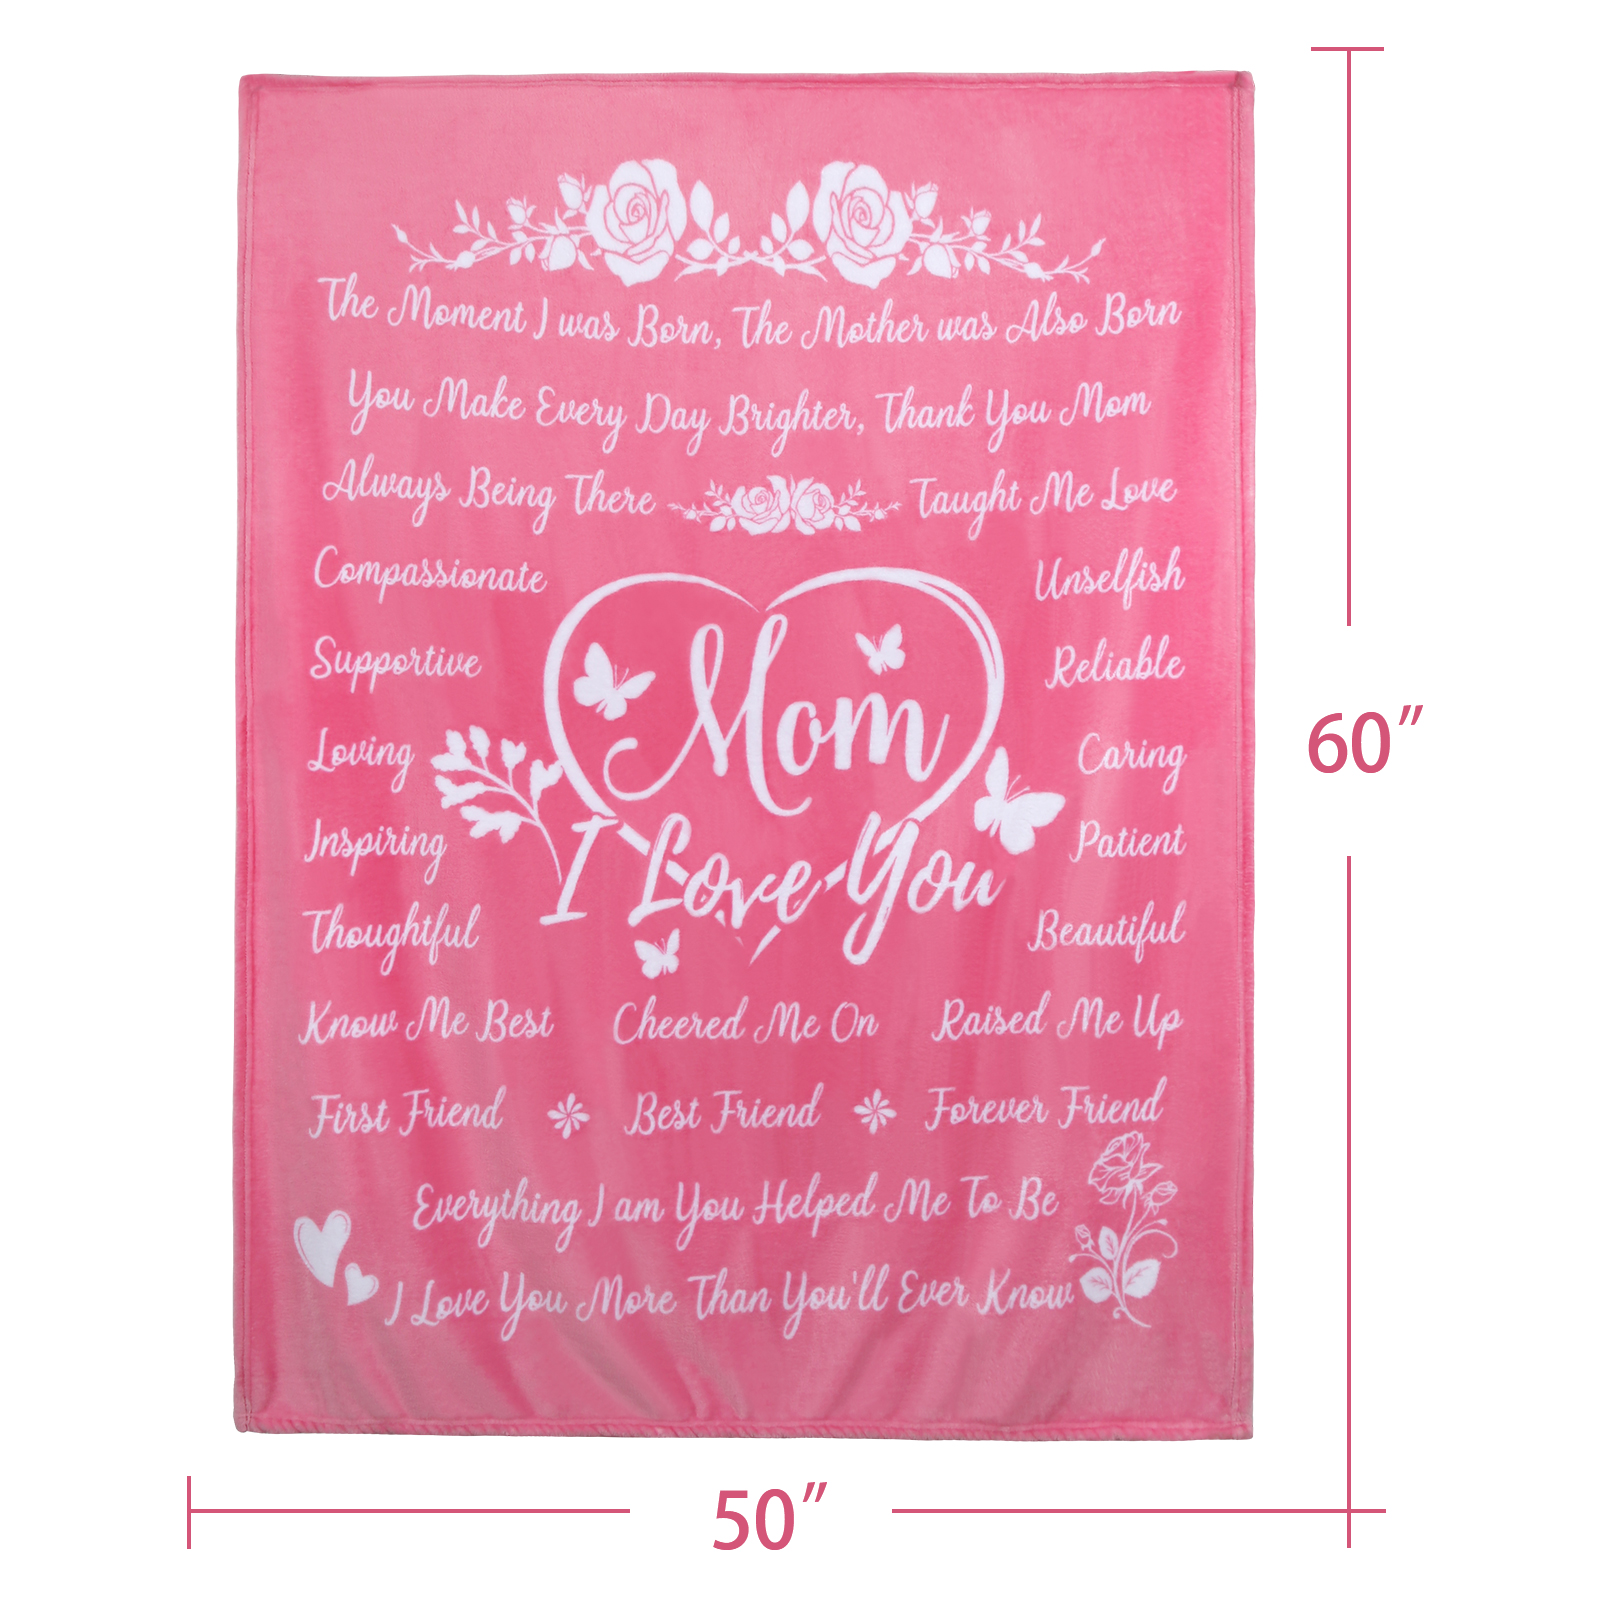 The Moment I was Born, The Mother was Also Born
You Make Every Day Brighter, Thank You Mom
Always Being There Taught Me Love
Compassionate Unselfish
Supportive Mom Reliable
Loving Caring
Inspiring I Love You Patient
Thoughtful Beautiful
Know Me Best Cheered Me On Raised Me Up
First Friend Best Friend Forever Friend
Everything I am You Helped Me To Be
I Love You More Than You'll Ever Know
60"
50"